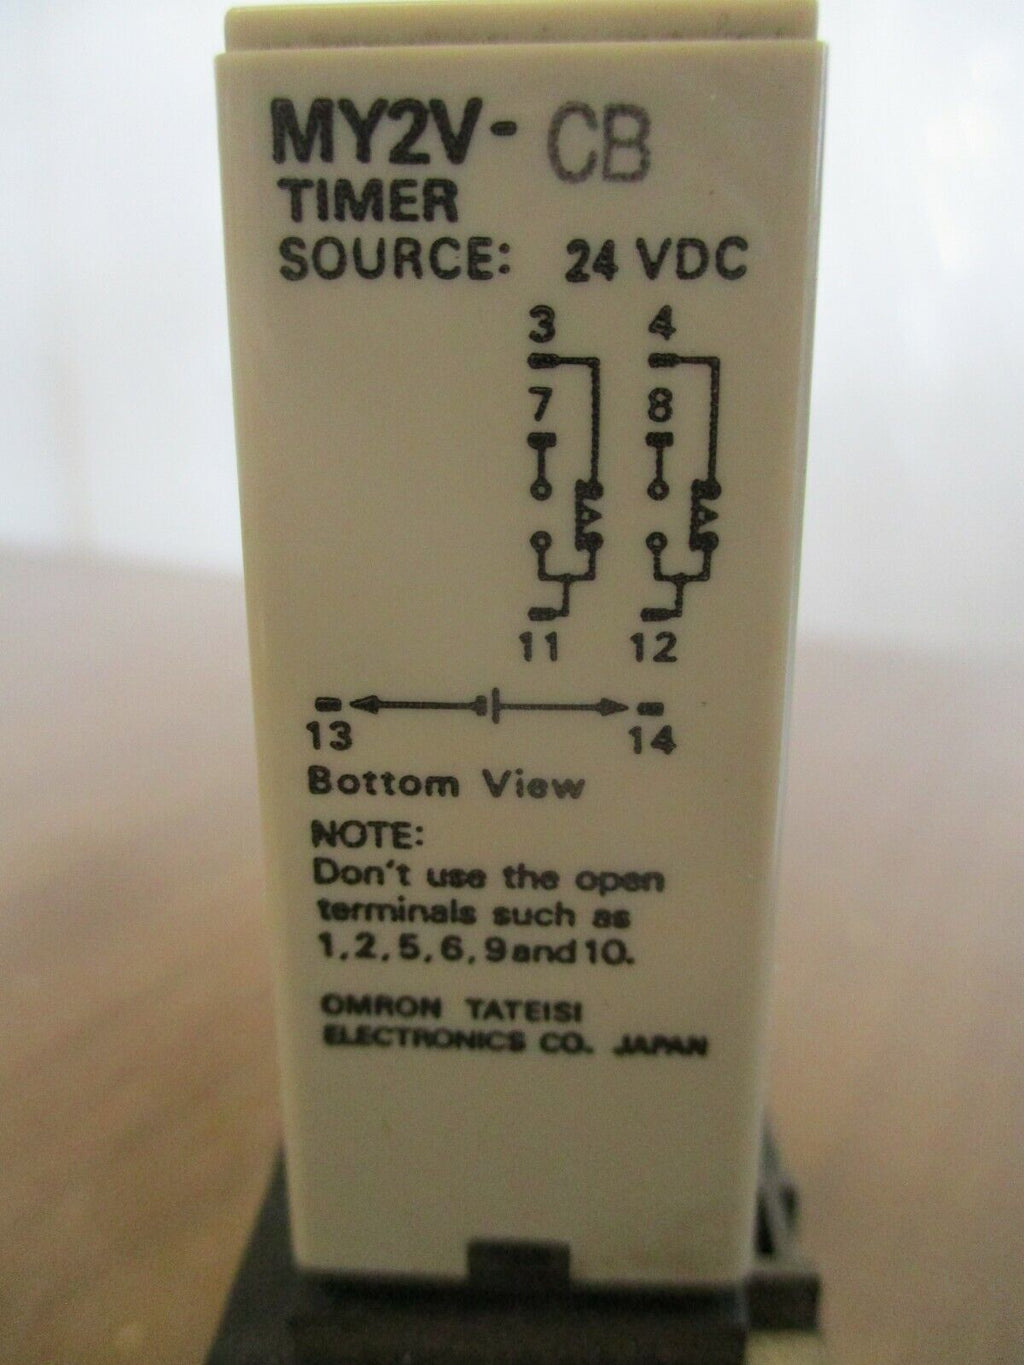 MY2V- CB
TIMER
SOURCE: 24 VDC
3 4
7 8
11 12
13 14
Bottom View
NOTE:
Don't use the open
terminals such as
1, 2, 5, 6, 9 and 10.
OMRON TATEISI
ELECTRONICS CO. JAPAN